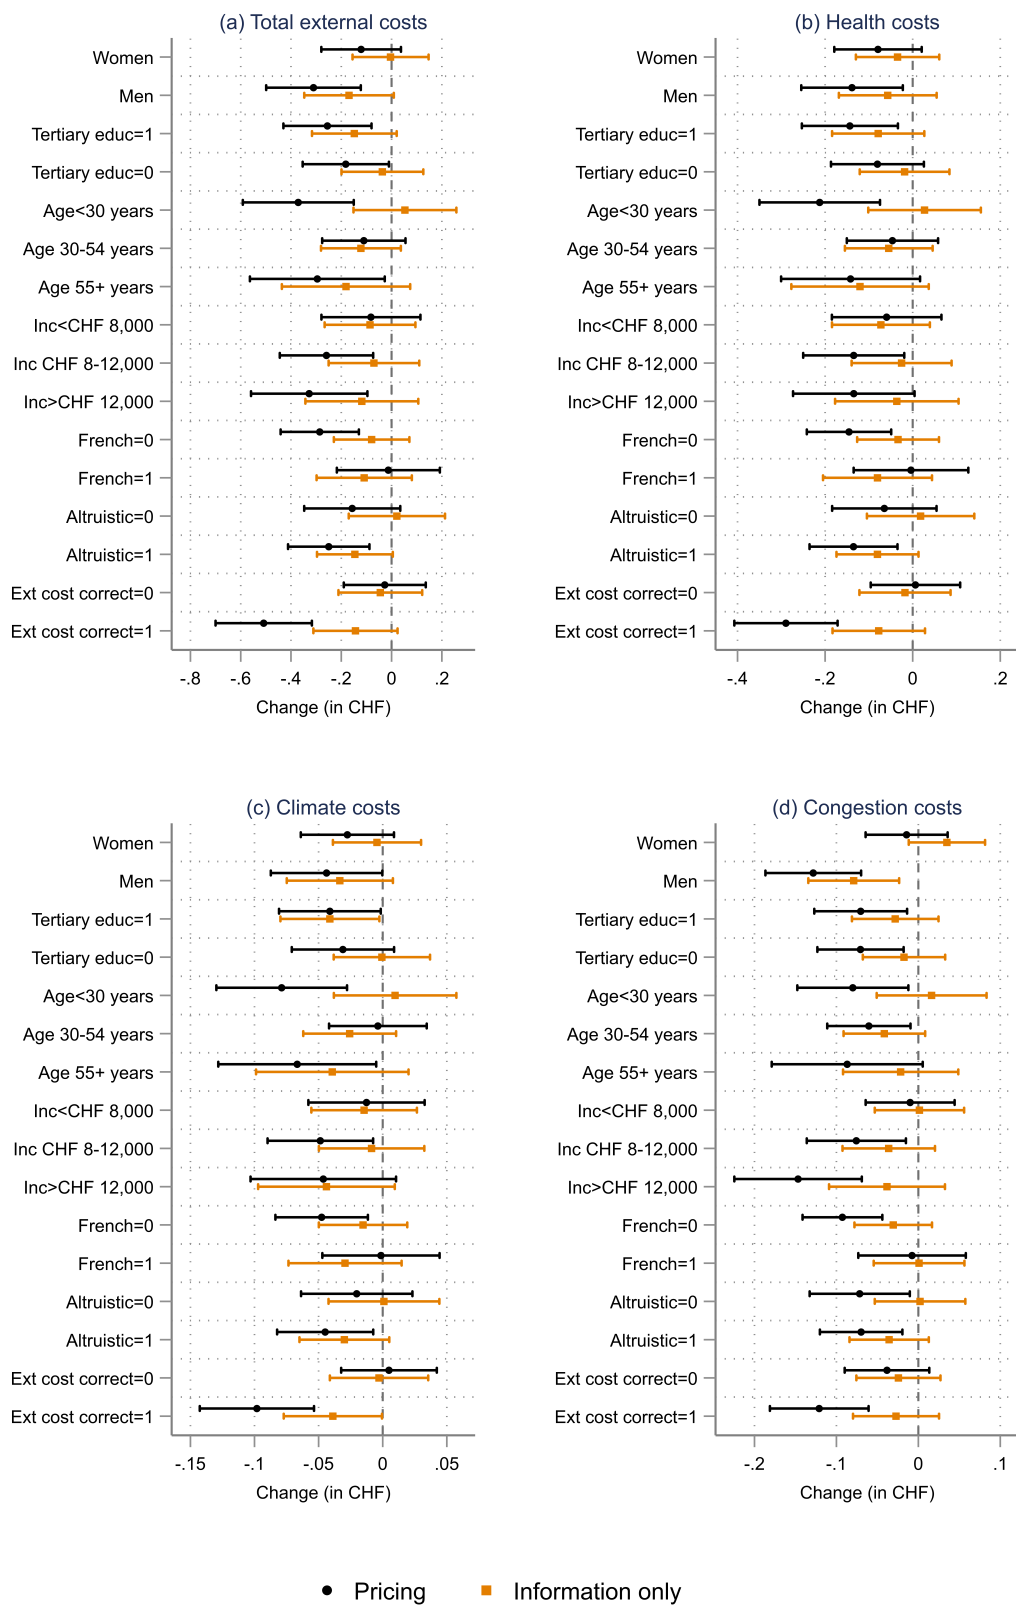 (a) Total external costs
Women
Men
Tertiary educ=1
Tertiary educ=0
Age<30 years
Age 30-54 years
Age 55+ years
Inc<CHF 8,000
Inc CHF 8-12,000
Inc>CHF 12,000
French=0
French=1
Altruistic=0
Altruistic=1
Ext cost correct=0
Ext cost correct=1
-.8 -.6 -.4 -.2 0 .2
Change (in CHF)
(b) Health costs
Women
Men
Tertiary educ=1
Tertiary educ=0
Age<30 years
Age 30-54 years
Age 55+ years
Inc<CHF 8,000
Inc CHF 8-12,000
Inc>CHF 12,000
French=0
French=1
Altruistic=0
Altruistic=1
Ext cost correct=0
Ext cost correct=1
-.4 -.2 0 .2
Change (in CHF)
(c) Climate costs
Women
Men
Tertiary educ=1
Tertiary educ=0
Age<30 years
Age 30-54 years
Age 55+ years
Inc<CHF 8,000
Inc CHF 8-12,000
Inc>CHF 12,000
French=0
French=1
Altruistic=0
Altruistic=1
Ext cost correct=0
Ext cost correct=1
-.15 -.1 -.05 0 .05
Change (in CHF)
(d) Congestion costs
Women
Men
Tertiary educ=1
Tertiary educ=0
Age<30 years
Age 30-54 years
Age 55+ years
Inc<CHF 8,000
Inc CHF 8-12,000
Inc>CHF 12,000
French=0
French=1
Altruistic=0
Altruistic=1
Ext cost correct=0
Ext cost correct=1
-.2 -.1 0 .1
Change (in CHF)
Pricing Information only